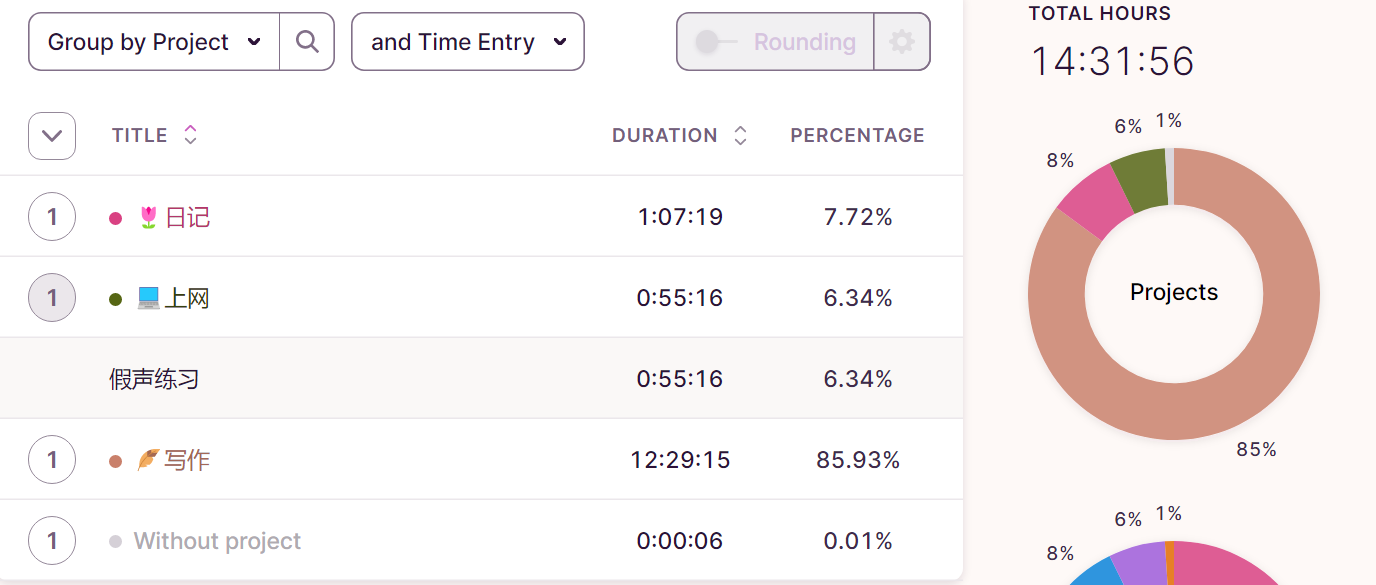 Group by Project
and Time Entry
Rounding
TITLE DURATION PERCENTAGE
1 🌷日记 1:07:19 7.72%
1 💻上网 0:55:16 6.34%
假声练习 0:55:16 6.34%
1 🪶写作 12:29:15 85.93%
1 Without project 0:00:06 0.01%
TOTAL HOURS
14:31:56
6% 1%
8%
Projects
85%
6% 1%
8%